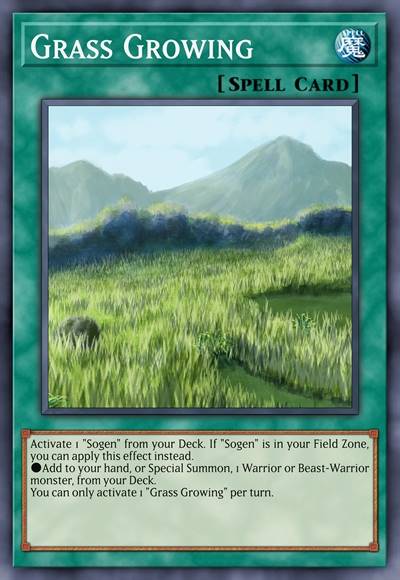 Grass Growing
魔
[Spell Card]
Activate 1 "Sogen" from your Deck. If "Sogen" is in your Field Zone,
you can apply this effect instead.
●Add to your hand, or Special Summon, 1 Warrior or Beast-Warrior
monster, from your Deck.
You can only activate 1 "Grass Growing" per turn.